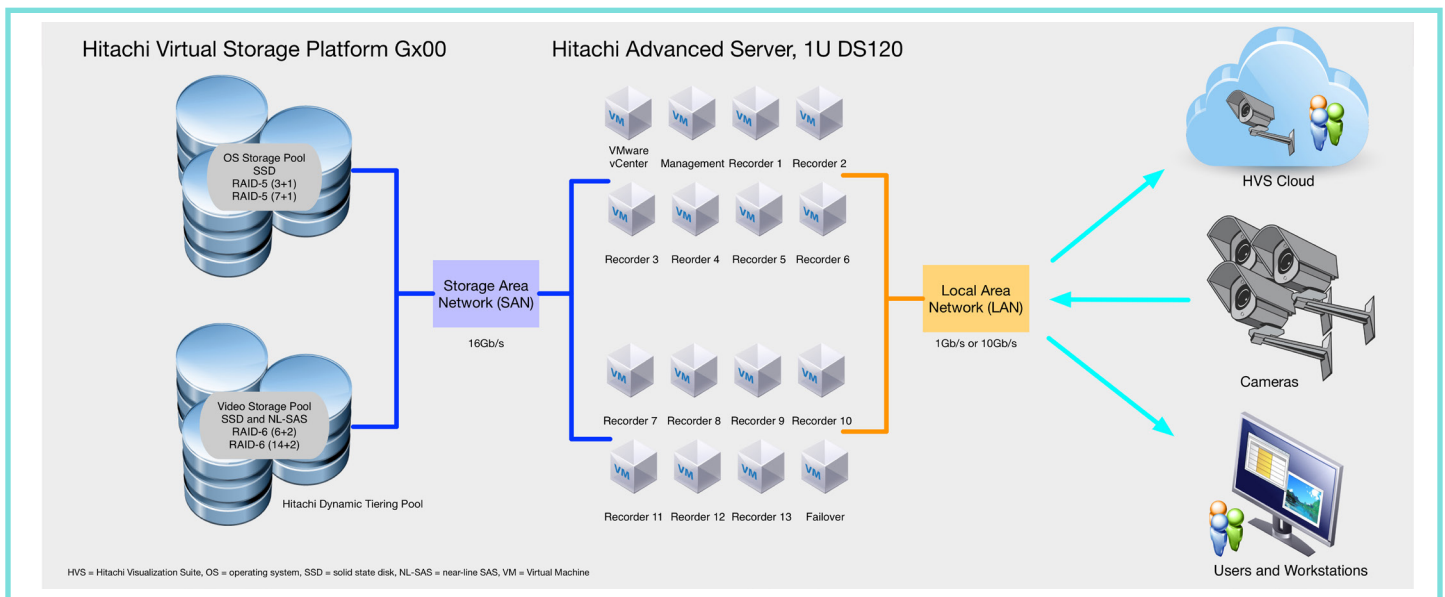 Hitachi Virtual Storage Platform Gx00
Hitachi Advanced Server, 1U DS120
OS Storage Pool
SSD
RAID-5 (3+1)
RAID-5 (7+1)
Video Storage Pool
SSD and NL-SAS
RAID-6 (6+2)
RAID-6 (14+2)
Hitachi Dynamic Tiering Pool
Storage Area
Network (SAN)
16Gb/s
VM
VM
VM
VM
VMware
vCenter
Management
Recorder 1
Recorder 2
VM
VM
VM
VM
Recorder 3
Reorder 4
Recorder 5
Recorder 6
VM
VM
VM
VM
Recorder 7
Recorder 8
Recorder 9
Recorder 10
VM
VM
VM
VM
Recorder 11
Reorder 12
Recorder 13
Failover
Local Area
Network (LAN)
1Gb/s or 10Gb/s
HVS Cloud
Cameras
Users and Workstations
HVS = Hitachi Visualization Suite, OS = operating system, SSD = solid state disk, NL-SAS = near-line SAS, VM = Virtual Machine